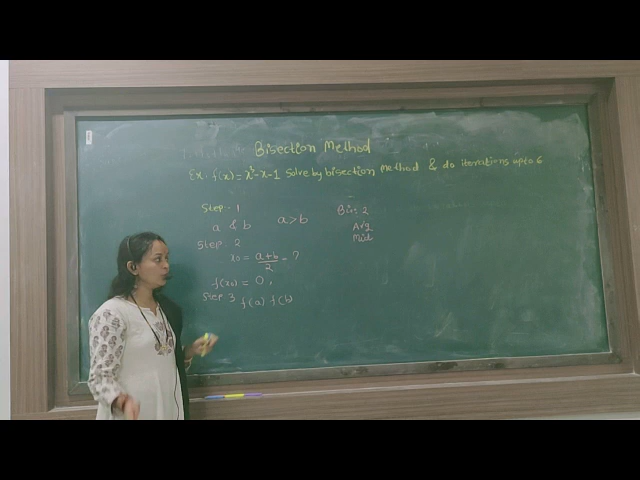 Bisection Method
Ex:- f(x) = x³-x-1 solve by bisection method & do iterations upto 6
Step:- 1
a & b a>b
Bis: 2
Avg
Mid
Step:- 2
x₀ = a+b/2 = ?
f(x₀) = 0,
Step 3 f(a) f(b)